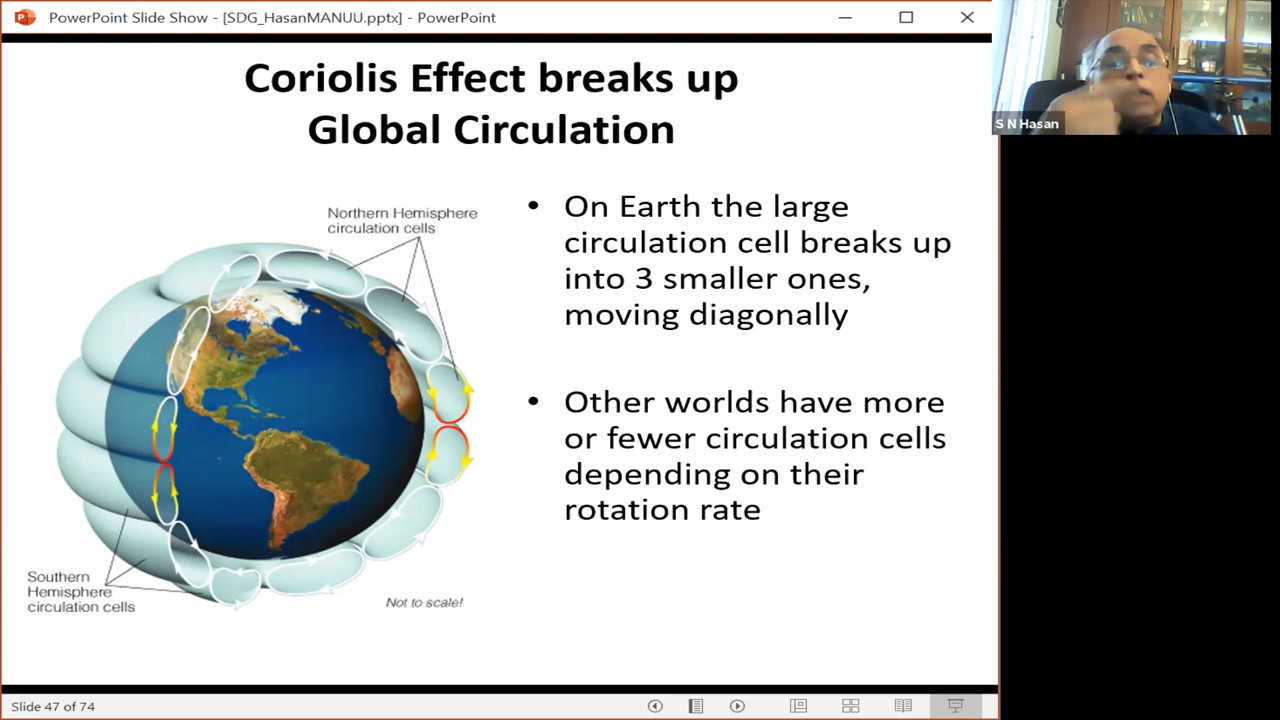 PowerPoint Slide Show - [SDG_HasanMANUU.pptx] - PowerPoint
Coriolis Effect breaks up
Global Circulation
Northern Hemisphere
circulation cells
• On Earth the large
circulation cell breaks up
into 3 smaller ones,
moving diagonally
• Other worlds have more
or fewer circulation cells
depending on their
rotation rate
Southern
Hemisphere
circulation cells
Not to scale!
Slide 47 of 74
S N Hasan